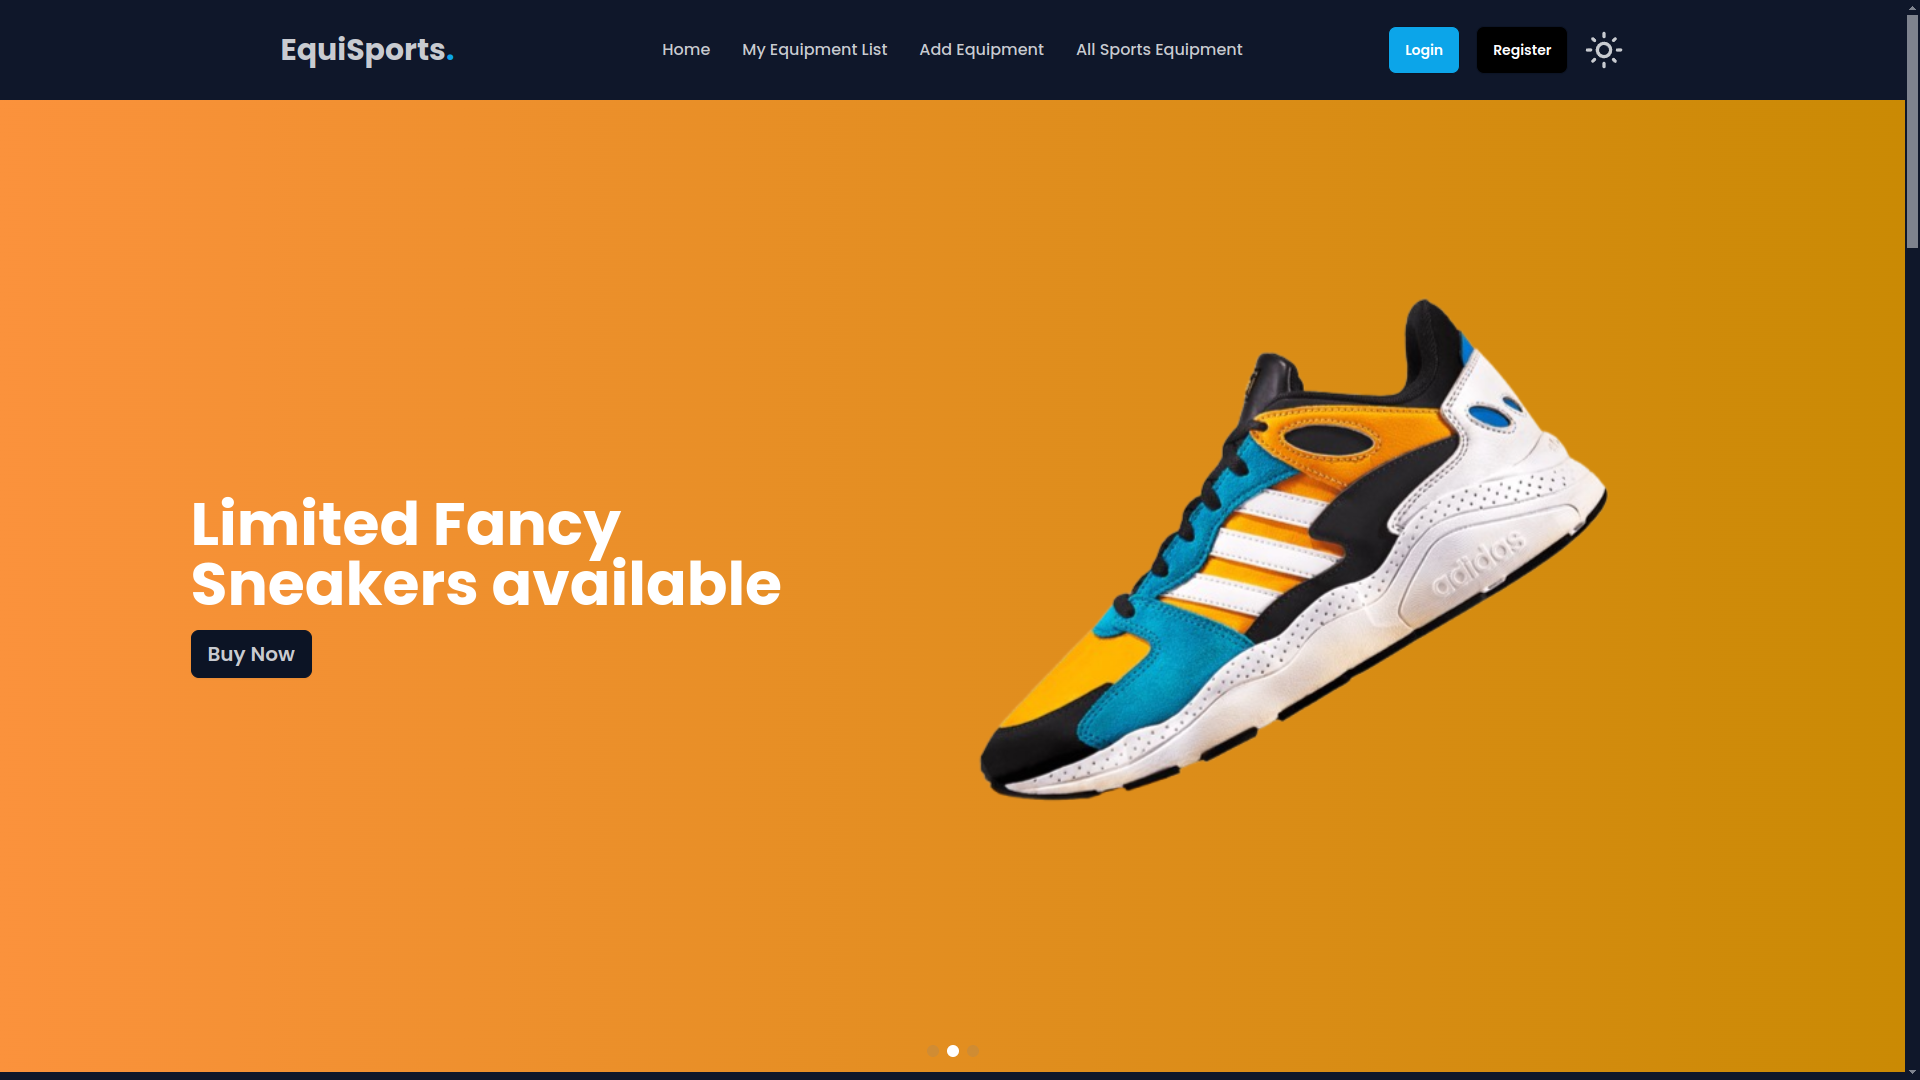 EquiSports.
Home
My Equipment List
Add Equipment
All Sports Equipment
Login
Register
Limited Fancy
Sneakers available
Buy Now
adidas